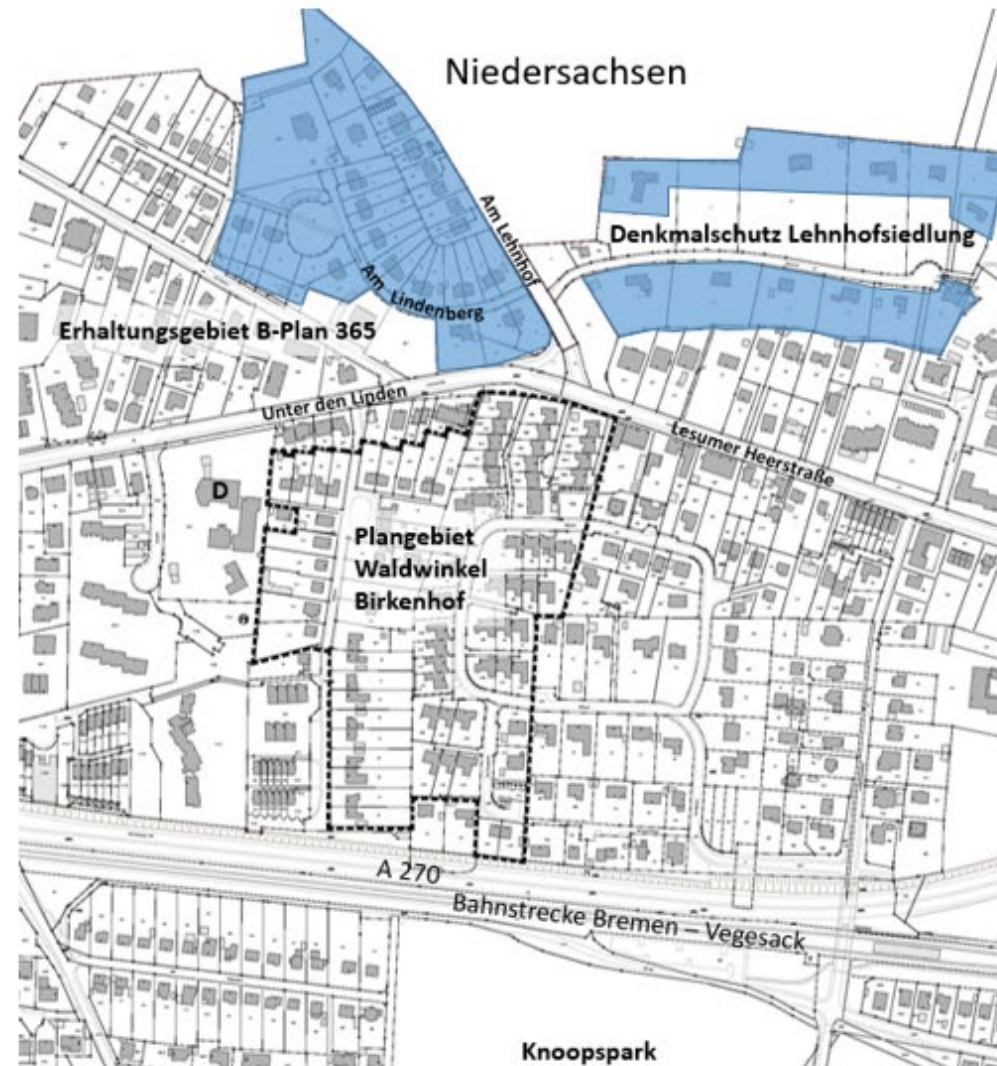 Niedersachsen
Am Lehnhof
Denkmalschutz Lehnhofsiedlung
Am Lindenberg
Erhaltungsgebiet B-Plan 365
Unter den Linden
Lesumer Heerstraße
D
Plangebiet
Waldwinkel
Birkenhof
A 270
Bahnstrecke Bremen – Vegesack
Knoopspark